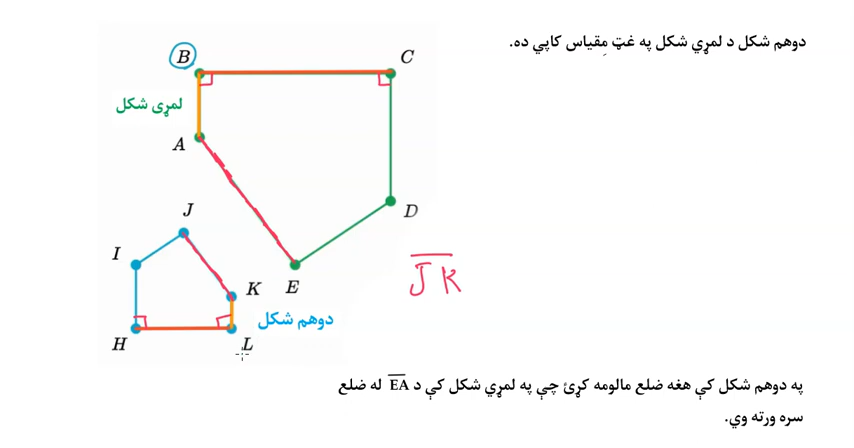 دوهم شکل د لمړي شکل په غټ مِقیاس کاپي ده.
B
C
لمړی شکل
A
J
D
I
E
JK
K
دوهم شکل
H
L
په دوهم شکل کې هغه ضلع مالومه کړئ چې په لمړي شکل کې د EA له ضلع
سره ورته وي.